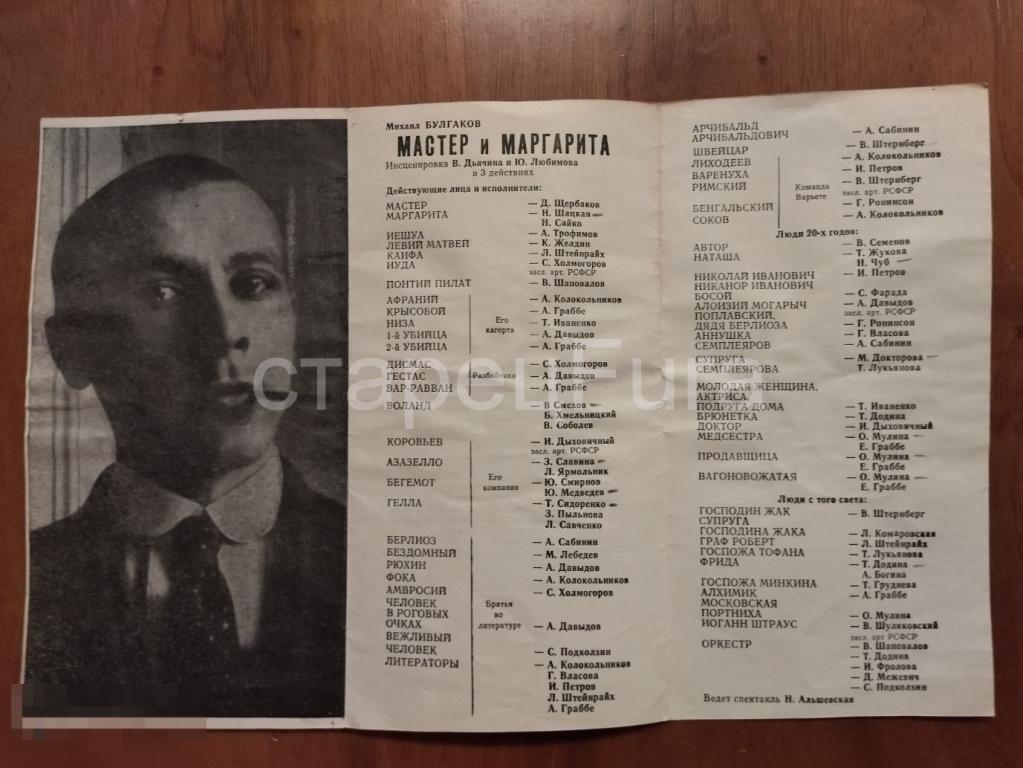 Михаил БУЛГАКОВ
МАСТЕР и МАРГАРИТА
Инсценировка В. Дьячина и Ю. Любимова
в 3 действиях
Действующие лица и исполнители:
МАСТЕР — Д. Щербаков
МАРГАРИТА — Н. Шацкая
Н. Сайко
ИЕШУА — А. Трофимов
ЛЕВИЙ МАТВЕЙ — К. Желдин
КАИФА — Л. Штейнрайх
ИУДА — С. Холмогоров
засл. арт. РСФСР
ПОНТИЙ ПИЛАТ — В. Шаповалов
АФРАНИЙ — А. Колокольников
КРЫСОБОЙ — А. Граббе
Его
когорта
НИЗА — Т. Иваненко
1-й УБИЙЦА — А. Давыдов
2-й УБИЙЦА — А. Граббе
ДИСМАС — С. Холмогоров
ГЕСТАС Разбойники — А. Давыдов
ВАР-РАВВАН — А. Граббе
ВОЛАНД — В. Смехов
Б. Хмельницкий
В. Соболев
КОРОВЬЕВ — И. Дыховичный
засл. арт. РСФСР
АЗАЗЕЛЛО — З. Славина
Л. Ярмольник
Его
компания
БЕГЕМОТ — Ю. Смирнов
Ю. Медведев
ГЕЛЛА — Т. Сидоренко
З. Пыльнова
Л. Савченко
БЕРЛИОЗ — А. Сабинин
БЕЗДОМНЫЙ — М. Лебедев
РЮХИН — А. Давыдов
ФОКА — А. Колокольников
АМВРОСИЙ — С. Холмогоров
Братья
во
литературе
ЧЕЛОВЕК
В РОГОВЫХ
ОЧКАХ — А. Давыдов
ВЕЖЛИВЫЙ
ЧЕЛОВЕК — С. Подколзин
ЛИТЕРАТОРЫ — А. Колокольников
Г. Власова
И. Петров
Л. Штейнрайх
А. Граббе
АРЧИБАЛЬД
АРЧИБАЛЬДОВИЧ — А. Сабинин
ШВЕЙЦАР — В. Штернберг
ЛИХОДЕЕВ — А. Колокольников
ВАРЕНУХА — И. Петров
РИМСКИЙ — В. Штернберг
засл. арт. РСФСР
Команда
Варьете
БЕНГАЛЬСКИЙ — Г. Ронинсон
СОКОВ — А. Колокольников
Люди 20-х годов:
АВТОР — В. Семенов
НАТАША — Т. Жукова
Н. Чуб
НИКОЛАЙ ИВАНОВИЧ — И. Петров
НИКАНОР ИВАНОВИЧ
БОСОЙ — С. Фарада
АЛОИЗИЙ МОГАРЫЧ — А. Давыдов
засл. арт. РСФСР
ПОПЛАВСКИЙ,
ДЯДЯ БЕРЛИОЗА — Г. Ронинсон
АННУШКА — Г. Власова
СЕМПЛЕЯРОВ — А. Сабинин
СУПРУГА
СЕМПЛЕЯРОВА — М. Докторова
Т. Лукьянова
МОЛОДАЯ ЖЕНЩИНА,
АКТРИСА,
ПОДРУГА ДОМА — Т. Иваненко
БРЮНЕТКА — Т. Додина
ДОКТОР — И. Дыховичный
МЕДСЕСТРА — О. Мулина
Е. Граббе
ПРОДАВЩИЦА — О. Мулина
Е. Граббе
ВАГОНОВОЖАТАЯ — О. Мулина
Е. Граббе
Люди с того света:
ГОСПОДИН ЖАК — В. Штернберг
СУПРУГА
ГОСПОДИНА ЖАКА — Л. Комаровская
ГРАФ РОБЕРТ — Л. Штейнрайх
ГОСПОЖА ТОФАНА — Т. Лукьянова
ФРИДА — Т. Додина
А. Богина
ГОСПОЖА МИНКИНА — Т. Груднева
АЛХИМИК — А. Граббе
МОСКОВСКАЯ
ПОРТНИХА — О. Мулина
ИОГАНН ШТРАУС — В. Шуляковский
засл. арт РСФСР
ОРКЕСТР — В. Шаповалов
— Т. Додина
— И. Фролова
— Д. Межевич
— С. Подколзин
Ведет спектакль Н. Альшевская